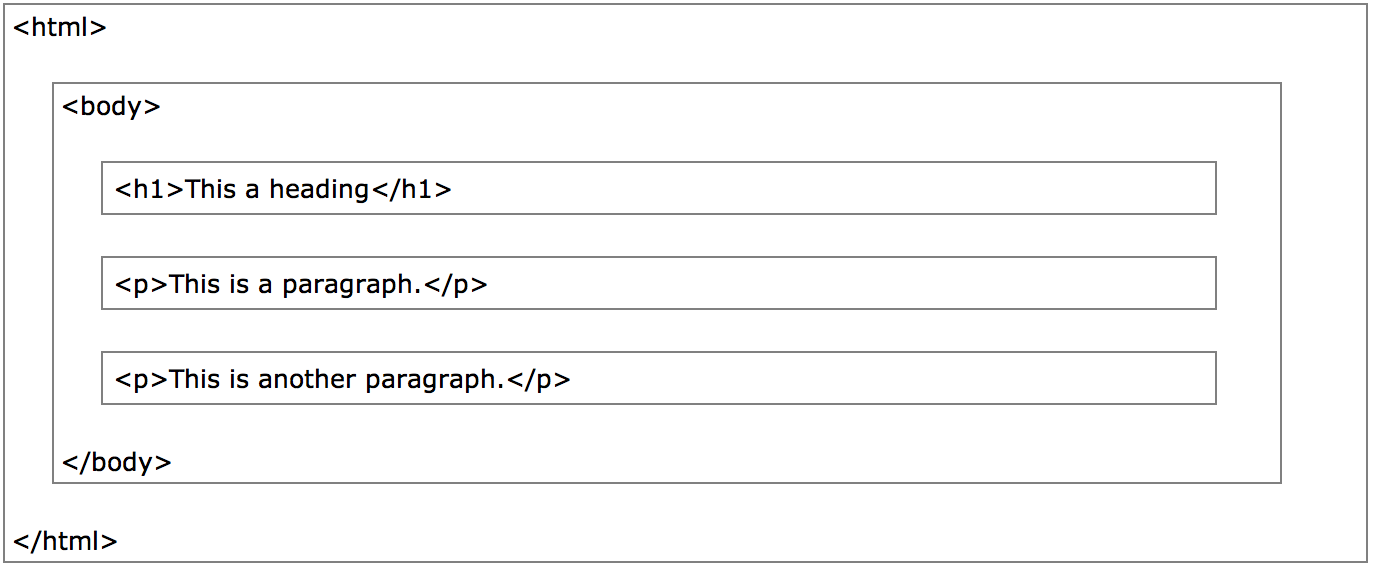 <html>
<body>
<h1>This a heading</h1>
<p>This is a paragraph.</p>
<p>This is another paragraph.</p>
</body>
</html>